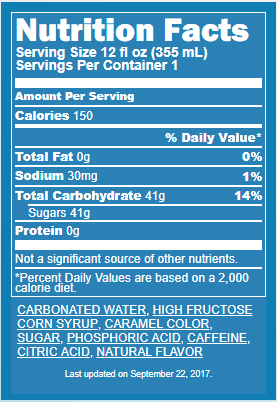 Nutrition Facts
Serving Size 12 fl oz (355 mL)
Servings Per Container 1
Amount Per Serving
Calories 150
% Daily Value*
Total Fat 0g 0%
Sodium 30mg 1%
Total Carbohydrate 41g 14%
Sugars 41g
Protein 0g
Not a significant source of other nutrients.
*Percent Daily Values are based on a 2,000
calorie diet.
CARBONATED WATER, HIGH FRUCTOSE
CORN SYRUP, CARAMEL COLOR,
SUGAR, PHOSPHORIC ACID, CAFFEINE,
CITRIC ACID, NATURAL FLAVOR
Last updated on September 22, 2017.